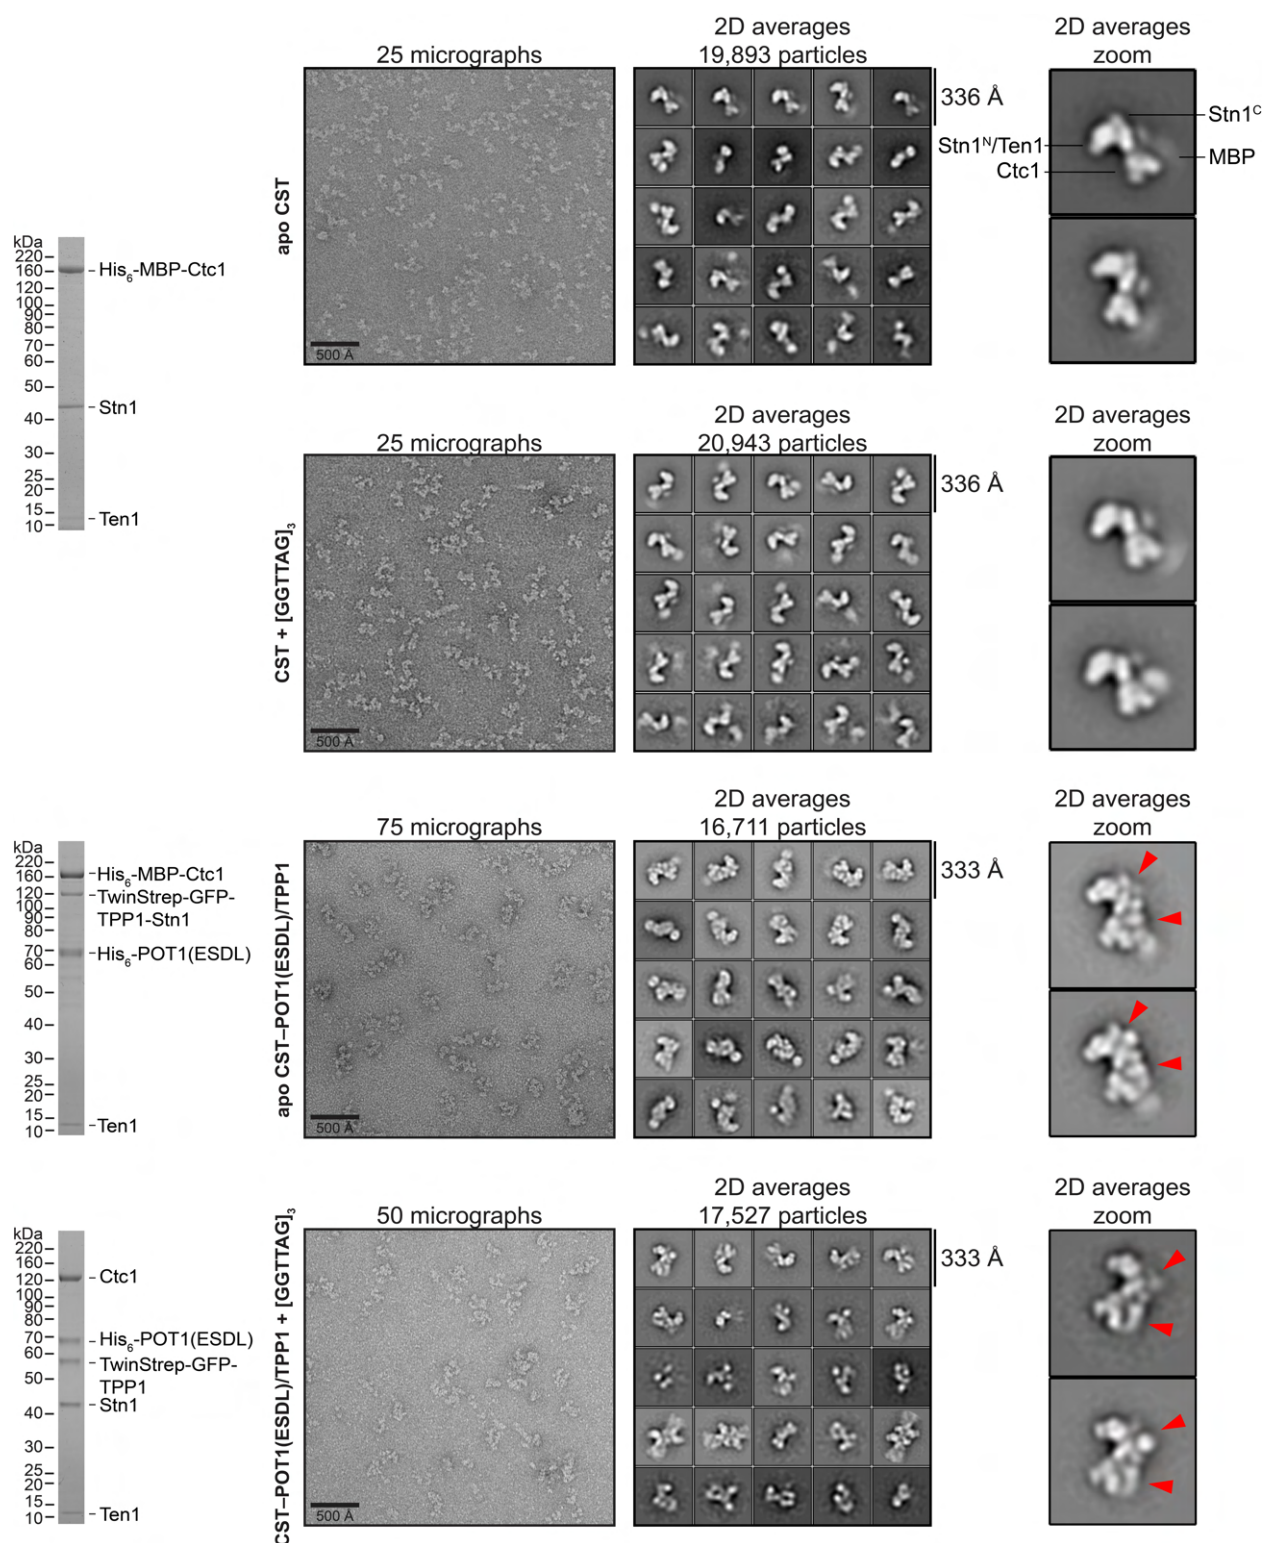 25 micrographs
2D averages
19,893 particles
2D averages
zoom
apo CST
500 Å
336 Å
Stn1ᶜ
Stn1ᴺ/Ten1
MBP
Ctc1
kDa
220
160
120
100
90
80
70
60
50
40
30
25
20
15
10
His₆-MBP-Ctc1
Stn1
Ten1
25 micrographs
2D averages
20,943 particles
2D averages
zoom
CST + [GGTTAG]₃
500 Å
336 Å
kDa
220
160
120
100
90
80
70
60
50
40
30
25
20
15
10
His₆-MBP-Ctc1
TwinStrep-GFP-
TPP1-Stn1
His₆-POT1(ESDL)
Ten1
75 micrographs
2D averages
16,711 particles
2D averages
zoom
apo CST–POT1(ESDL)/TPP1
500 Å
333 Å
kDa
220
160
120
100
90
80
70
60
50
40
30
25
20
15
10
Ctc1
His₆-POT1(ESDL)
TwinStrep-GFP-
TPP1
Stn1
Ten1
50 micrographs
2D averages
17,527 particles
2D averages
zoom
CST–POT1(ESDL)/TPP1 + [GGTTAG]₃
500 Å
333 Å